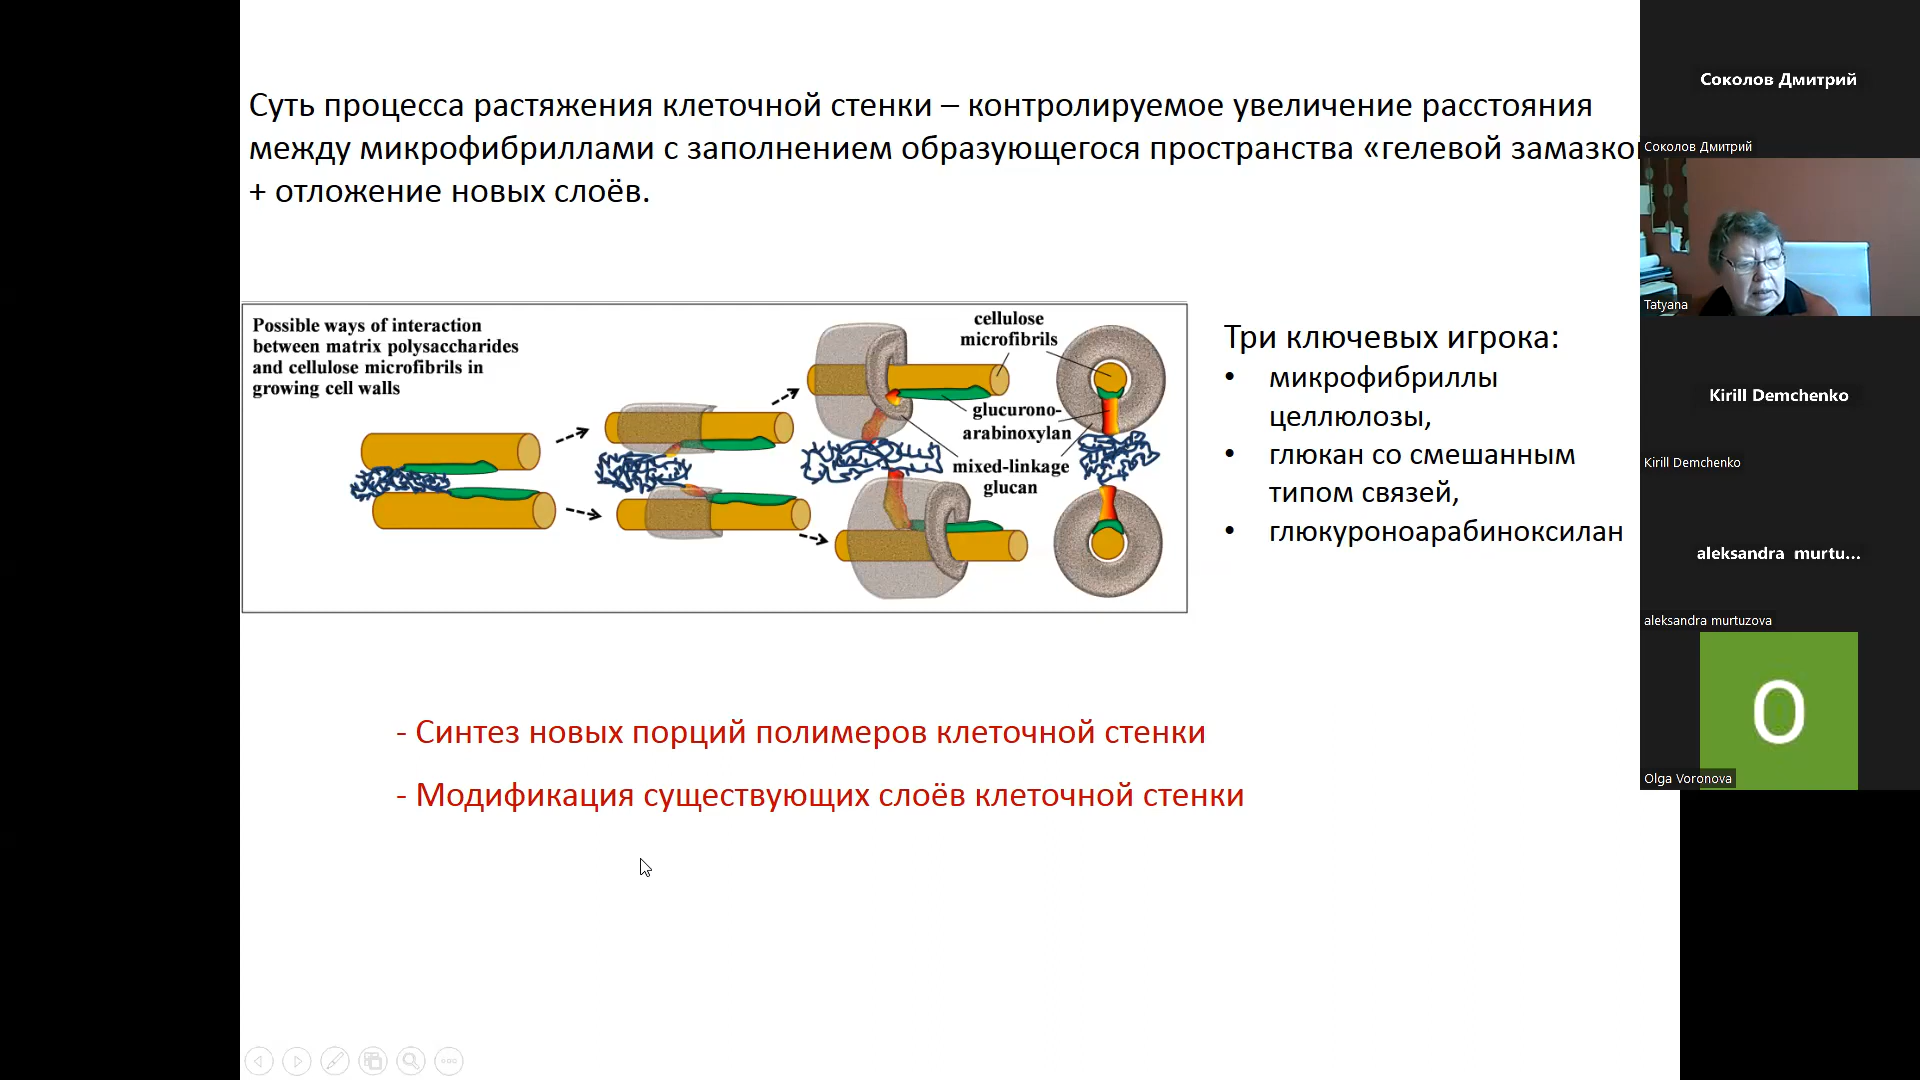 Суть процесса растяжения клеточной стенки – контролируемое увеличение расстояния
между микрофибриллами с заполнением образующегося пространства «гелевой замазко
+ отложение новых слоёв.
Possible ways of interaction
between matrix polysaccharides
and cellulose microfibrils in
growing cell walls
cellulose
microfibrils
glucurono-
arabinoxylan
mixed-linkage
glucan
Три ключевых игрока:
• микрофибриллы
целлюлозы,
• глюкан со смешанным
типом связей,
• глюкуроноарабиноксилан
- Синтез новых порций полимеров клеточной стенки
- Модификация существующих слоёв клеточной стенки
Соколов Дмитрий
Соколов Дмитрий
Tatyana
Kirill Demchenko
Kirill Demchenko
aleksandra murtu...
aleksandra murtuzova
O
Olga Voronova